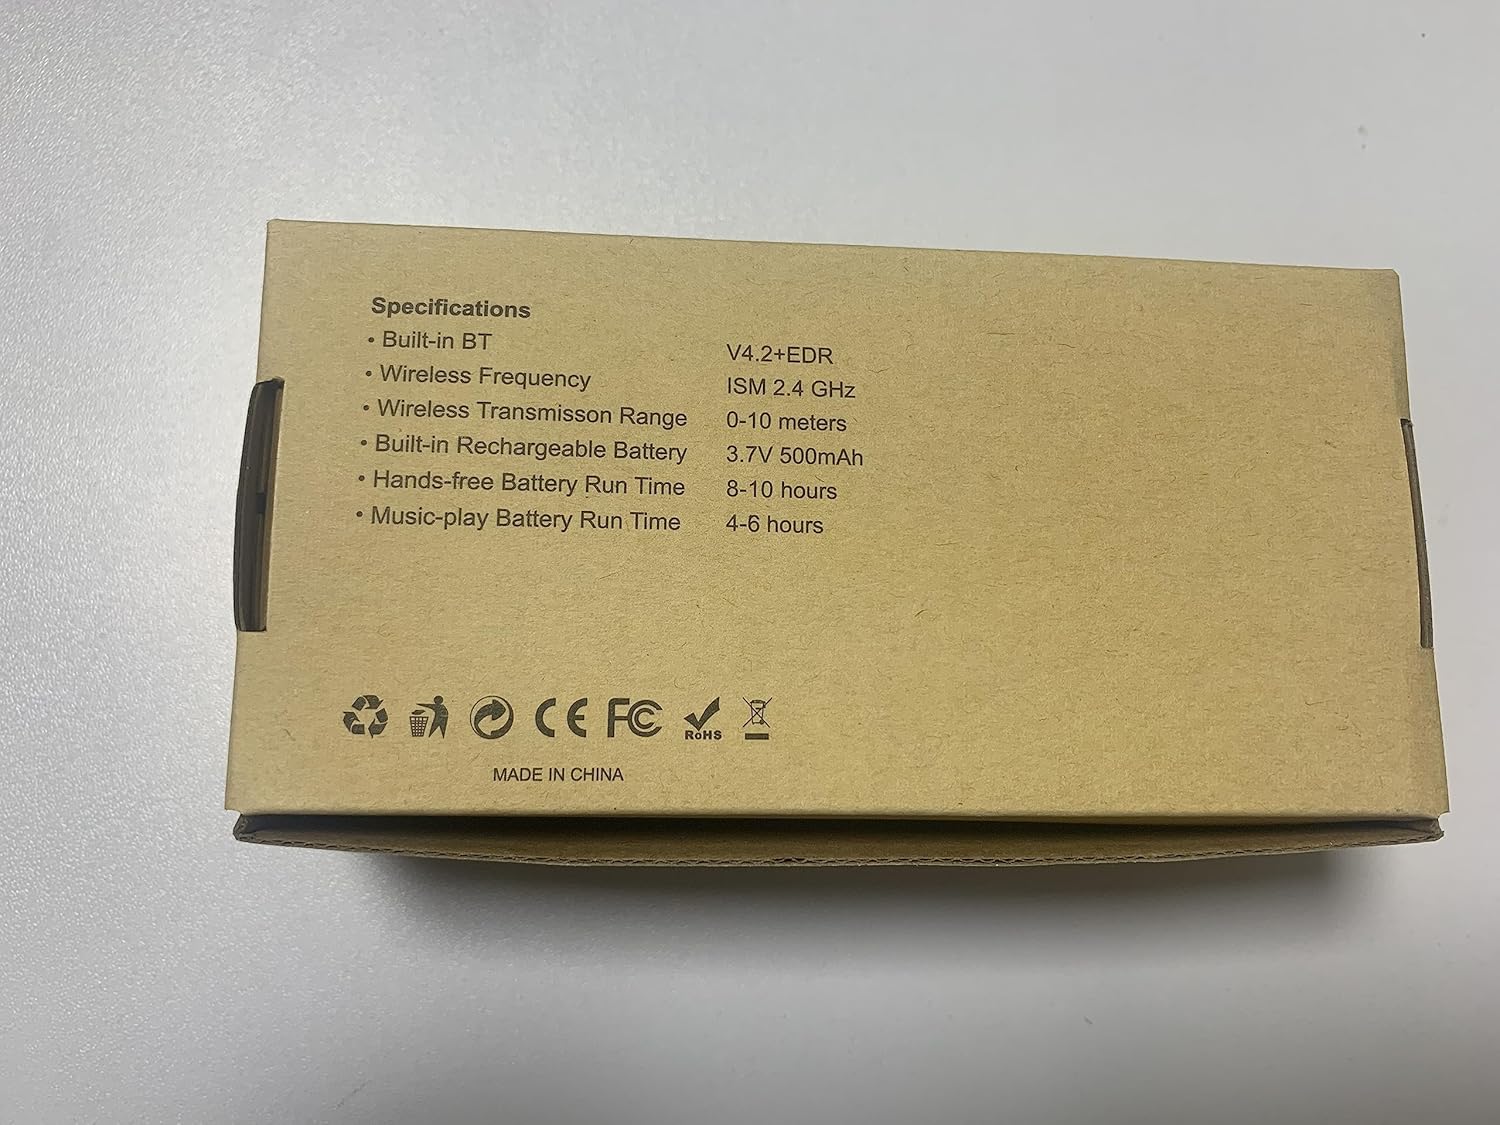 Specifications
• Built-in BT V4.2+EDR
• Wireless Frequency ISM 2.4 GHz
• Wireless Transmisson Range 0-10 meters
• Built-in Rechargeable Battery 3.7V 500mAh
• Hands-free Battery Run Time 8-10 hours
• Music-play Battery Run Time 4-6 hours
CE FC RoHS
MADE IN CHINA